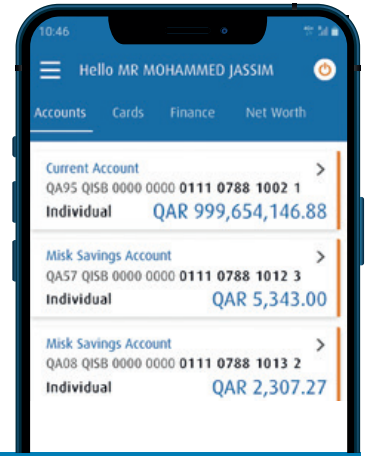 10:46
Hello MR MOHAMMED JASSIM
Accounts Cards Finance Net Worth
Current Account
QA95 QISB 0000 0000 0111 0788 1002 1
Individual QAR 999,654,146.88
Misk Savings Account
QA57 QISB 0000 0000 0111 0788 1012 3
Individual QAR 5,343.00
Misk Savings Account
QA08 QISB 0000 0000 0111 0788 1013 2
Individual QAR 2,307.27